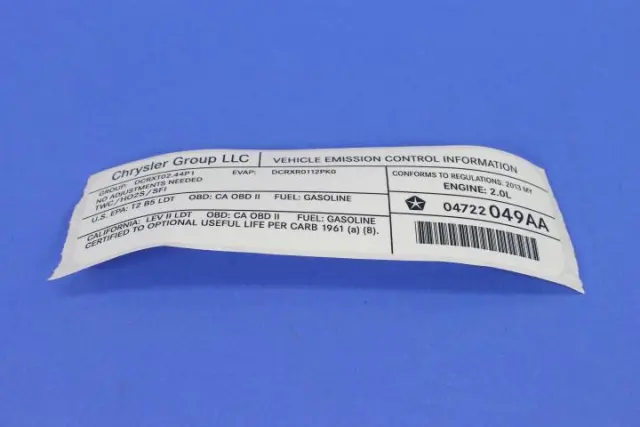 Chrysler Group LLC
VEHICLE EMISSION CONTROL INFORMATION
GROUP: DCRXT02.44P1 EVAP: DCRXR0112PK0
NO ADJUSTMENTS NEEDED
TWC/HO2S/SFI
U.S. EPA: T2 B5 LDT OBD: CA OBD II FUEL: GASOLINE
CALIFORNIA: LEV II LDT OBD: CA OBD II FUEL: GASOLINE
CERTIFIED TO OPTIONAL USEFUL LIFE PER CARB 1961 (a) (8).
CONFORMS TO REGULATIONS: 2013 MY
ENGINE: 2.0L
04722 049AA